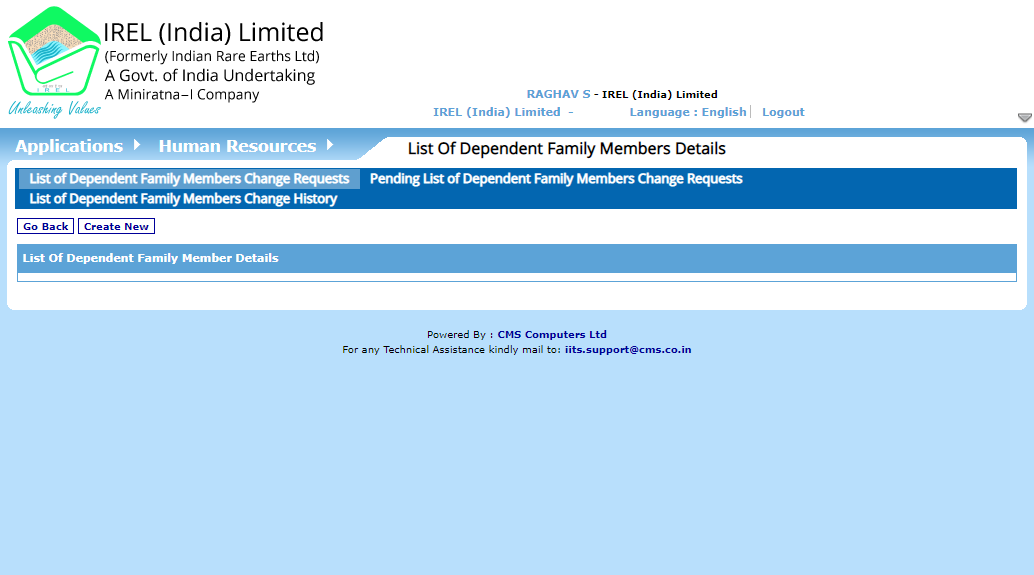 IREL (India) Limited
(Formerly Indian Rare Earths Ltd)
A Govt. of India Undertaking
A Miniratna–I Company
IREL
Unleashing Values
RAGHAV S - IREL (India) Limited
IREL (India) Limited -
Language : English
Logout
Applications
Human Resources
List Of Dependent Family Members Details
List of Dependent Family Members Change Requests
Pending List of Dependent Family Members Change Requests
List of Dependent Family Members Change History
Go Back
Create New
List Of Dependent Family Member Details
Powered By : CMS Computers Ltd
For any Technical Assistance kindly mail to: iits.support@cms.co.in